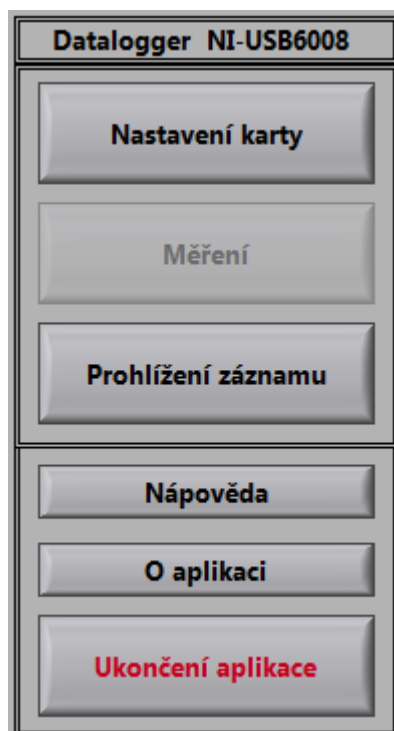 Datalogger NI-USB6008
Nastavení karty
Měření
Prohlížení záznamu
Nápověda
O aplikaci
Ukončení aplikace